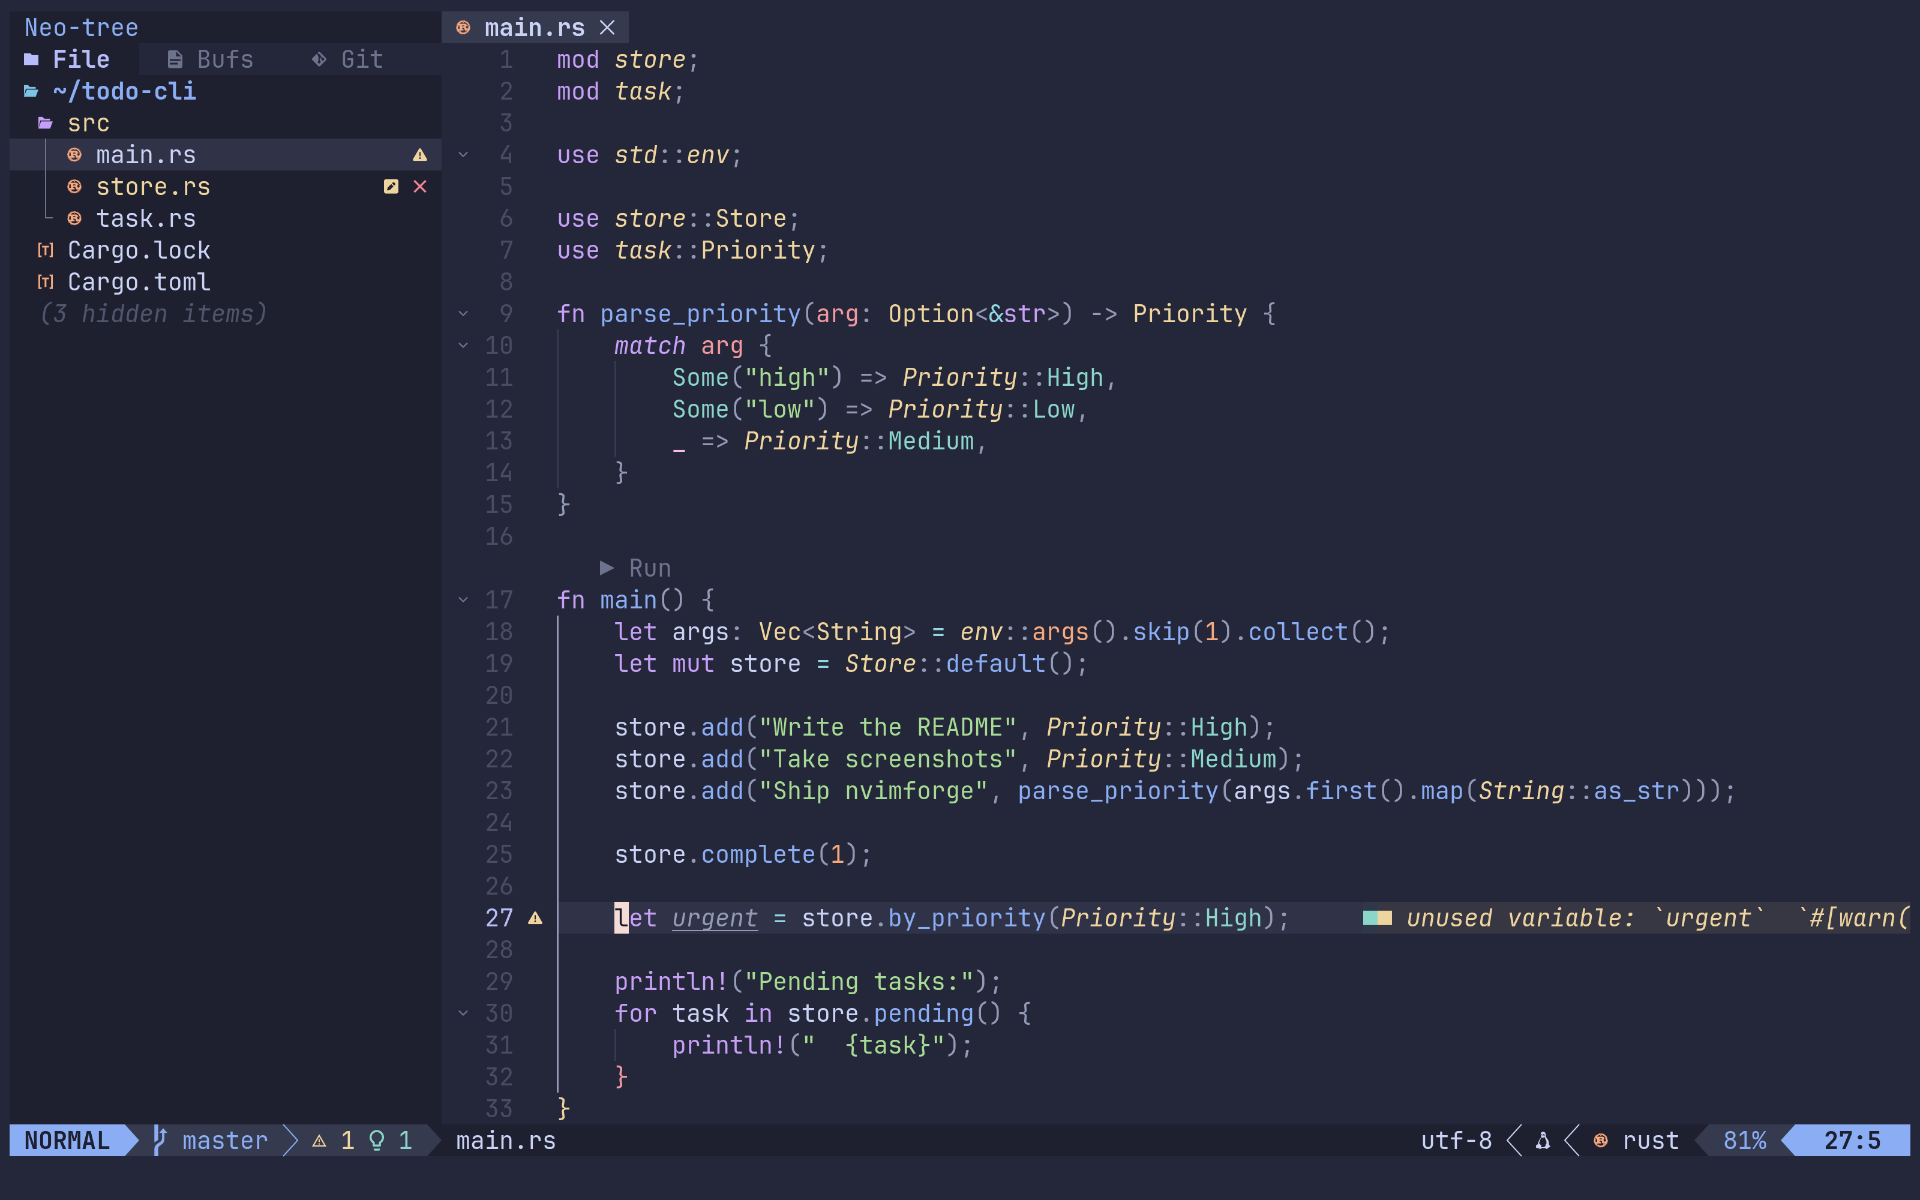 Neo-tree
File Bufs Git
~/todo-cli
src
main.rs
store.rs
task.rs
[T] Cargo.lock
[T] Cargo.toml
(3 hidden items)
main.rs
1 mod store;
2 mod task;
3
4 use std::env;
5
6 use store::Store;
7 use task::Priority;
8
9 fn parse_priority(arg: Option<&str>) -> Priority {
10     match arg {
11         Some("high") => Priority::High,
12         Some("low") => Priority::Low,
13         _ => Priority::Medium,
14     }
15 }
16
▶ Run
17 fn main() {
18     let args: Vec<String> = env::args().skip(1).collect();
19     let mut store = Store::default();
20
21     store.add("Write the README", Priority::High);
22     store.add("Take screenshots", Priority::Medium);
23     store.add("Ship nvimforge", parse_priority(args.first().map(String::as_str)));
24
25     store.complete(1);
26
27     let urgent = store.by_priority(Priority::High); unused variable: `urgent` `#[warn(
28
29     println!("Pending tasks:");
30     for task in store.pending() {
31         println!("  {task}");
32     }
33 }
NORMAL master 1 1 main.rs utf-8 rust 81% 27:5